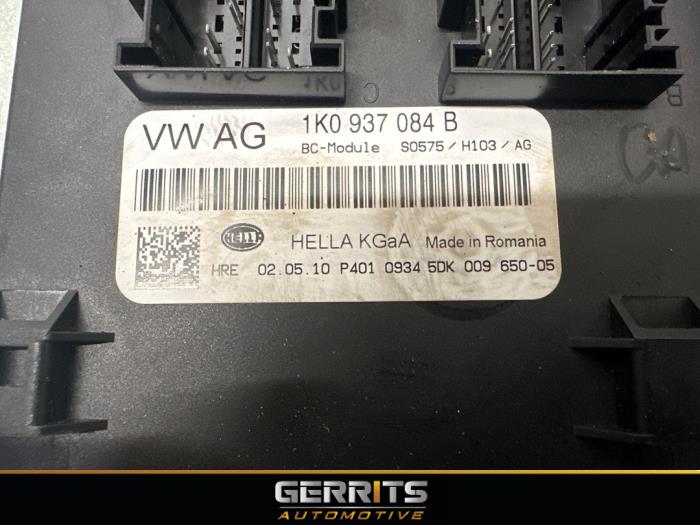 VW AG
1K0 937 084 B
BC-Module S0575 / H103 / AG
HELLA
HELLA KGaA Made in Romania
HRE 02.05.10 P401 0934 5DK 009 650-05
GERRITS
AUTOMOTIVE